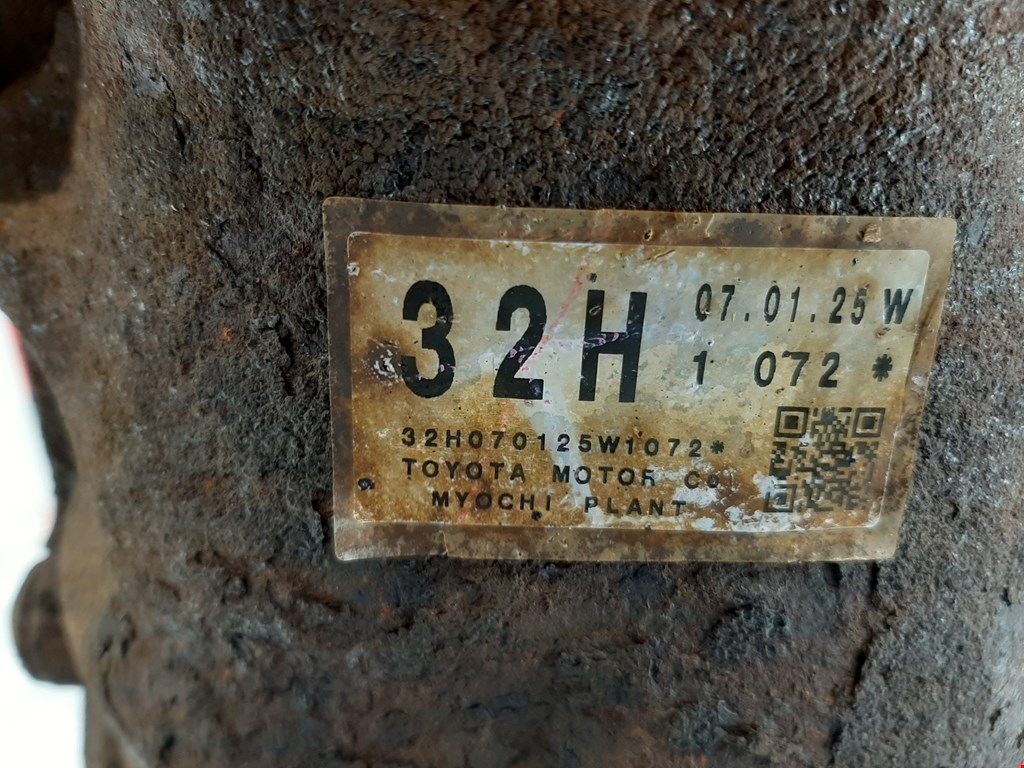 32H 07.01.25 W
1 072 *
32H070125W1072*
TOYOTA MOTOR Co
MYOCHI PLANT